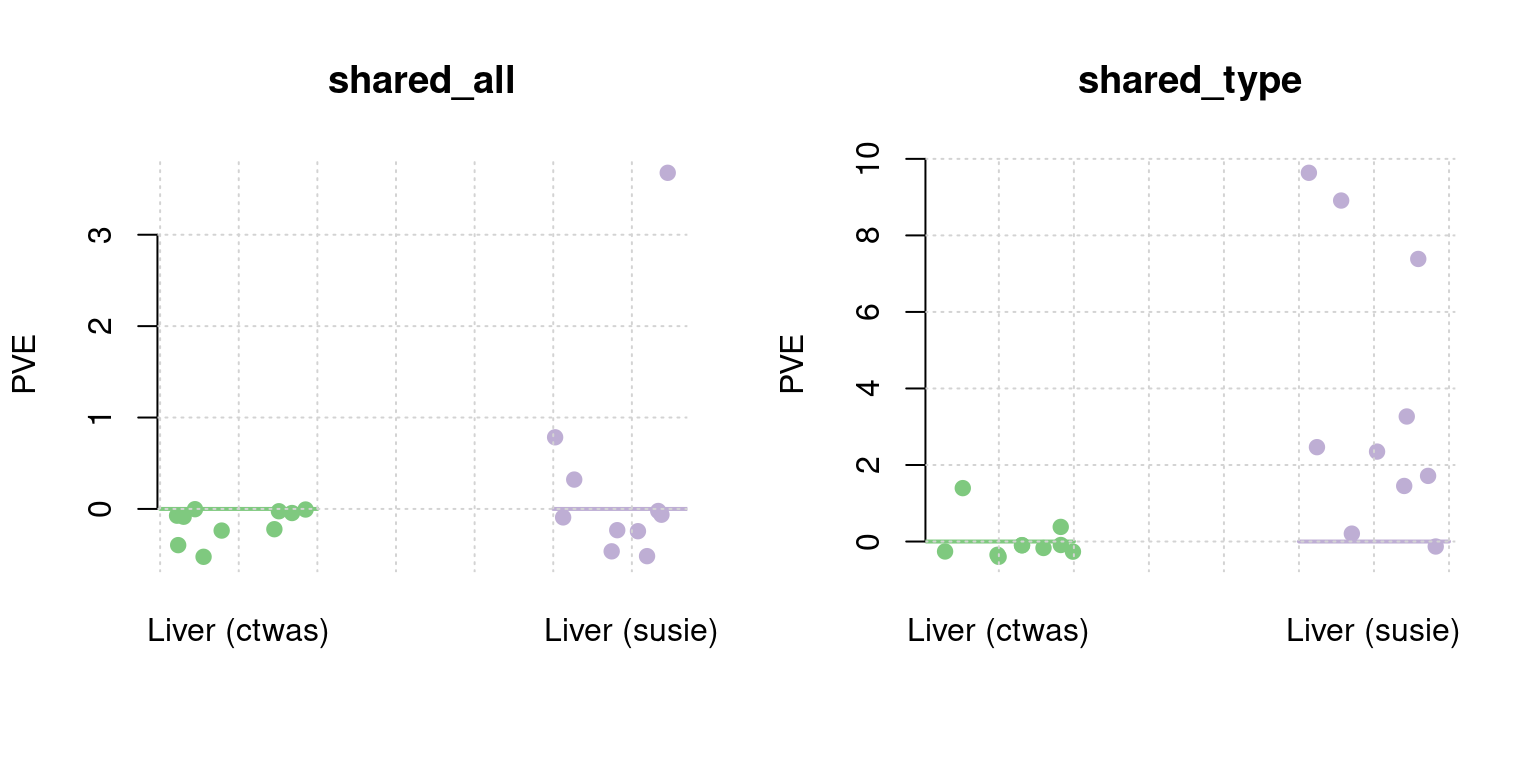 shared_all
PVE
3
2
1
0
Liver (ctwas)
Liver (susie)
shared_type
PVE
10
8
6
4
2
0
Liver (ctwas)
Liver (susie)